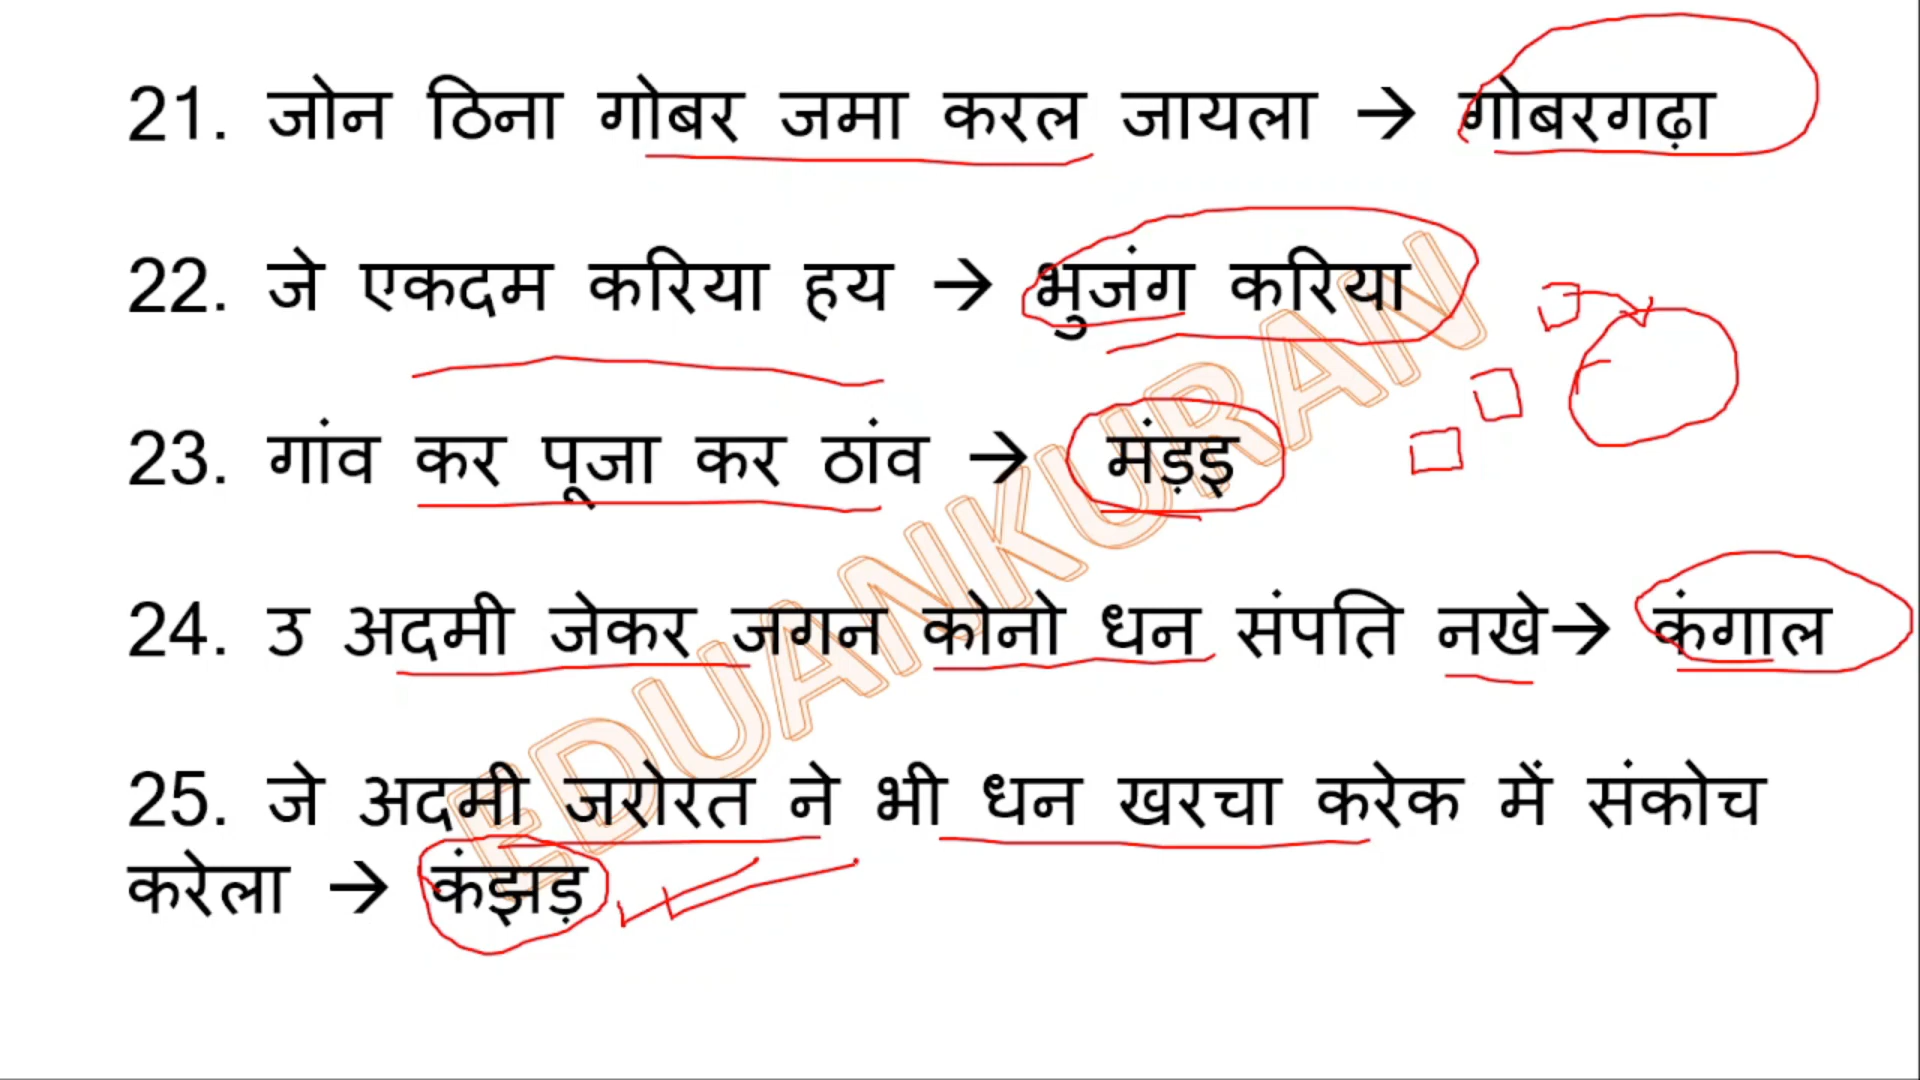 21. जोन ठिना गोबर जमा करल जायला → गोबरगढ़ा
22. जे एकदम करिया हय → भुजंग करिया
23. गांव कर पूजा कर ठांव → मंड़इ
24. उ अदमी जेकर जगन कोनो धन संपति नखे→ कंगाल
25. जे अदमी जरोरत ने भी धन खरचा करेक में संकोच
करेला → कंझड़
EDUANKURAN